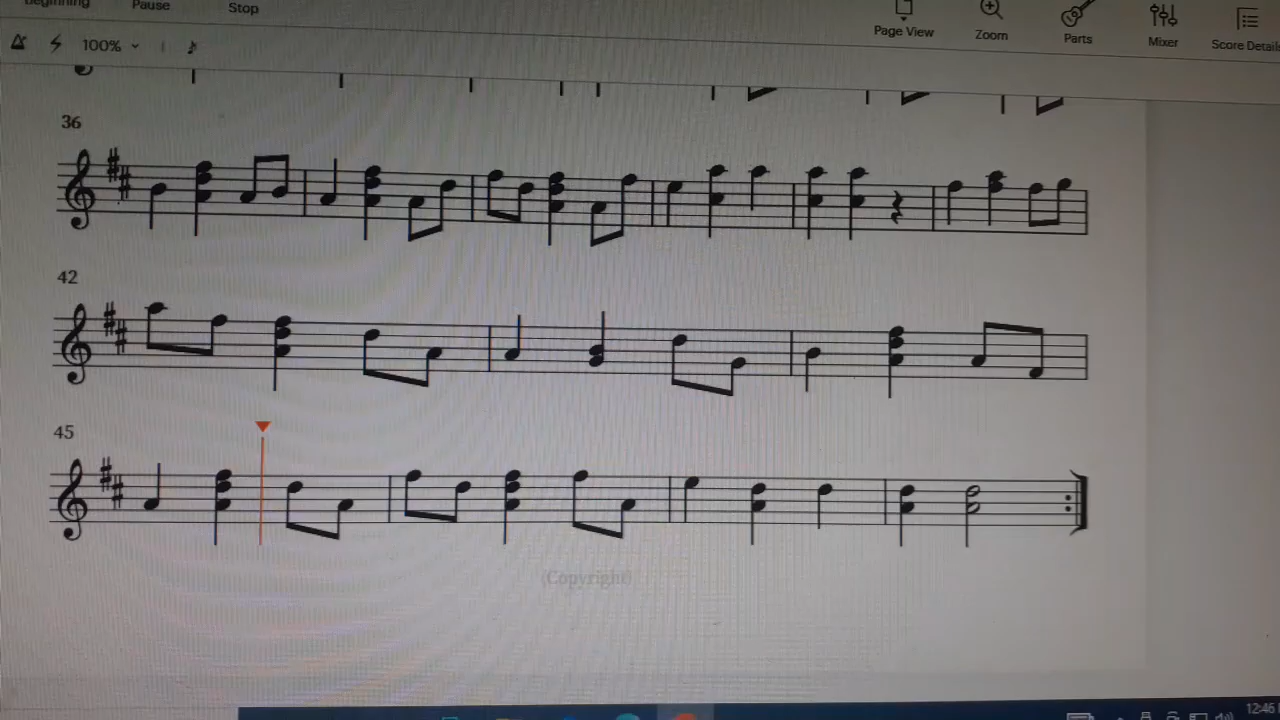 Beginning Pause Stop
Page View Zoom Parts Mixer Score Details
100%
36
42
45
(Copyright)
12:46